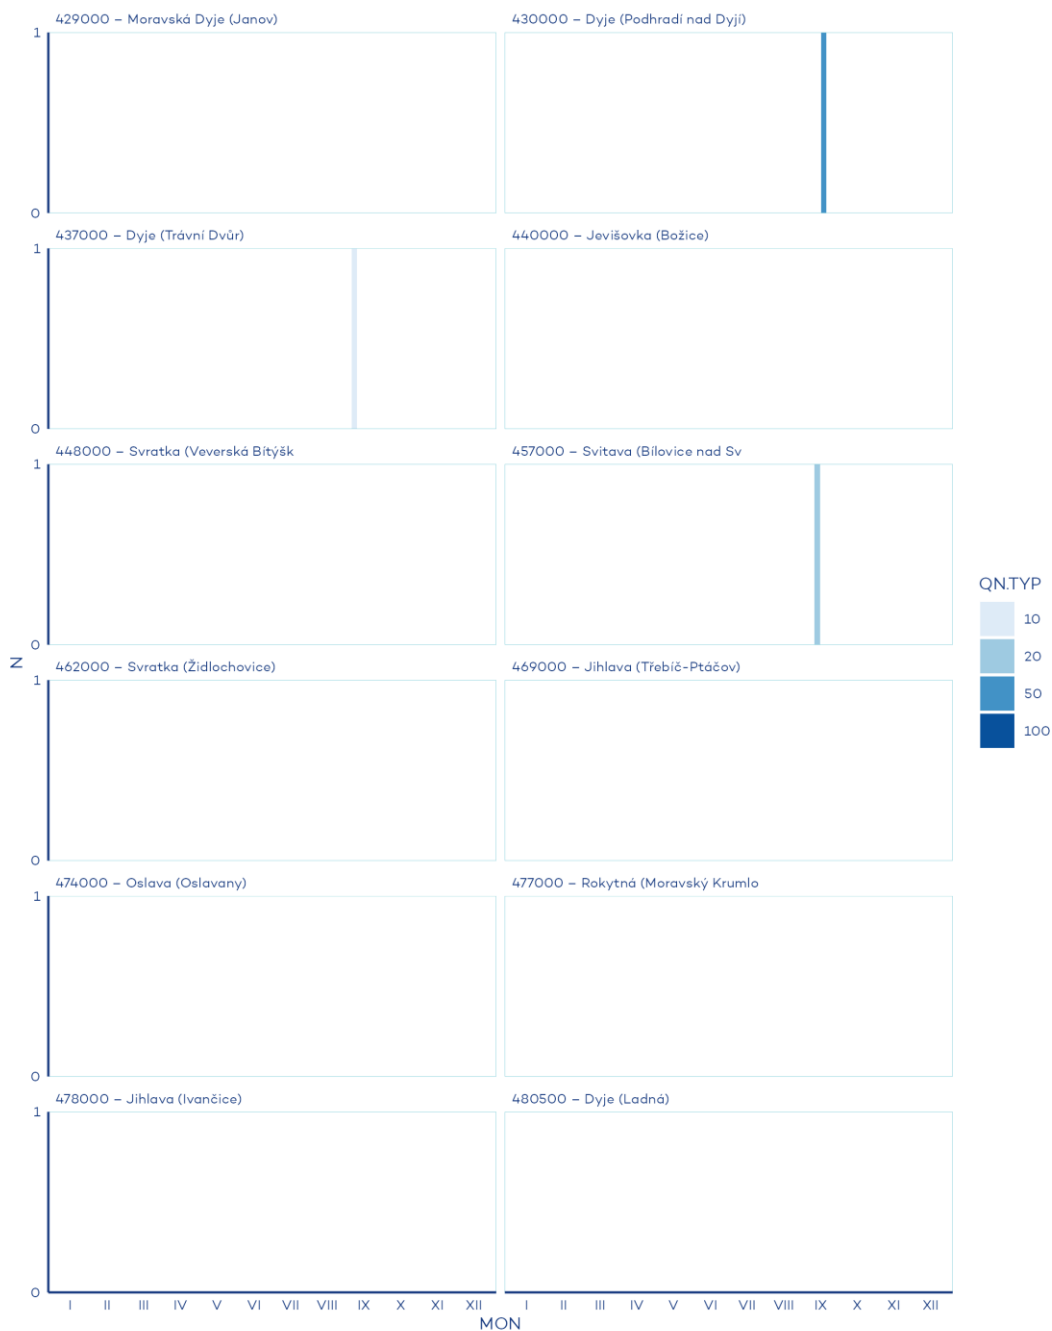 429000 – Moravská Dyje (Janov)
430000 – Dyje (Podhradí nad Dyjí)
1
0
437000 – Dyje (Trávní Dvůr)
440000 – Jevišovka (Božice)
1
0
448000 – Svratka (Veverská Bítýšk
457000 – Svitava (Bílovice nad Sv
1
0
N
462000 – Svratka (Židlochovice)
469000 – Jihlava (Třebíč-Ptáčov)
1
0
474000 – Oslava (Oslavany)
477000 – Rokytná (Moravský Krumlo
1
0
478000 – Jihlava (Ivančice)
480500 – Dyje (Ladná)
1
0
I II III IV V VI VII VIII IX X XI XII
I II III IV V VI VII VIII IX X XI XII
MON
QN.TYP
10
20
50
100